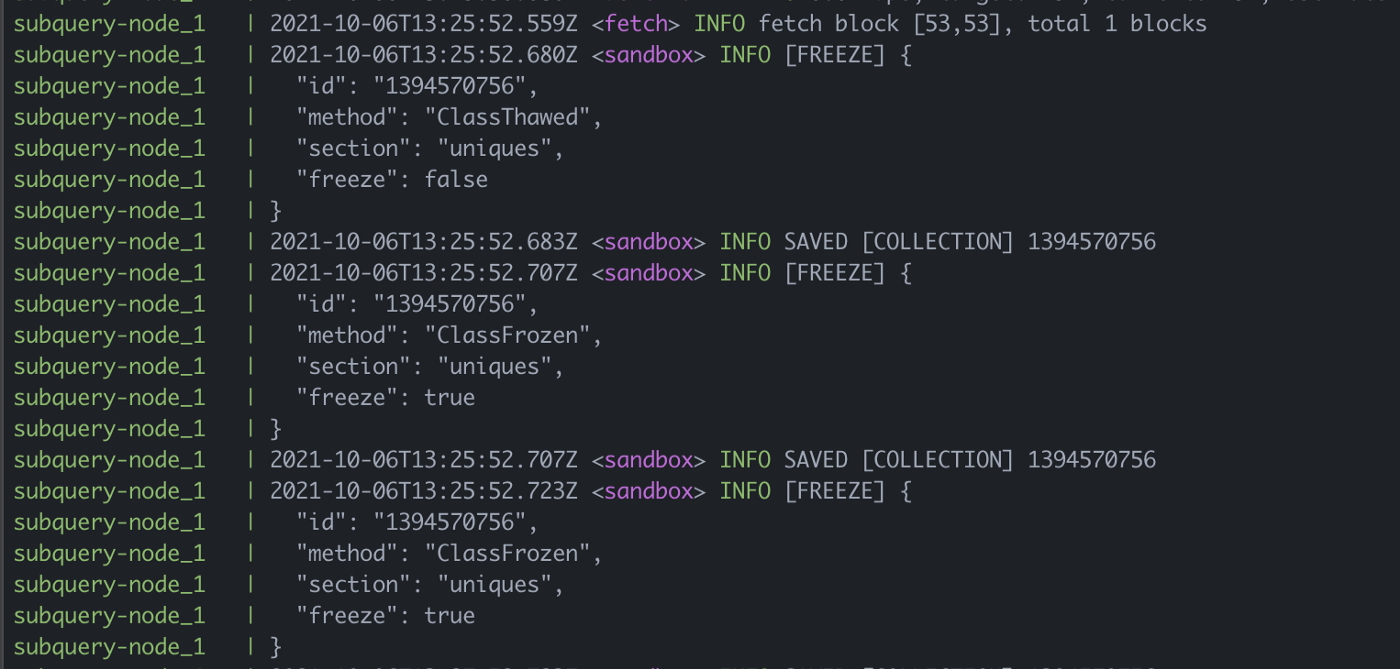 subquery-node_1 | 2021-10-06T13:25:52.559Z <fetch> INFO fetch block [53,53], total 1 blocks
subquery-node_1 | 2021-10-06T13:25:52.680Z <sandbox> INFO [FREEZE] {
subquery-node_1 | "id": "1394570756",
subquery-node_1 | "method": "ClassThawed",
subquery-node_1 | "section": "uniques",
subquery-node_1 | "freeze": false
subquery-node_1 | }
subquery-node_1 | 2021-10-06T13:25:52.683Z <sandbox> INFO SAVED [COLLECTION] 1394570756
subquery-node_1 | 2021-10-06T13:25:52.707Z <sandbox> INFO [FREEZE] {
subquery-node_1 | "id": "1394570756",
subquery-node_1 | "method": "ClassFrozen",
subquery-node_1 | "section": "uniques",
subquery-node_1 | "freeze": true
subquery-node_1 | }
subquery-node_1 | 2021-10-06T13:25:52.707Z <sandbox> INFO SAVED [COLLECTION] 1394570756
subquery-node_1 | 2021-10-06T13:25:52.723Z <sandbox> INFO [FREEZE] {
subquery-node_1 | "id": "1394570756",
subquery-node_1 | "method": "ClassFrozen",
subquery-node_1 | "section": "uniques",
subquery-node_1 | "freeze": true
subquery-node_1 | }